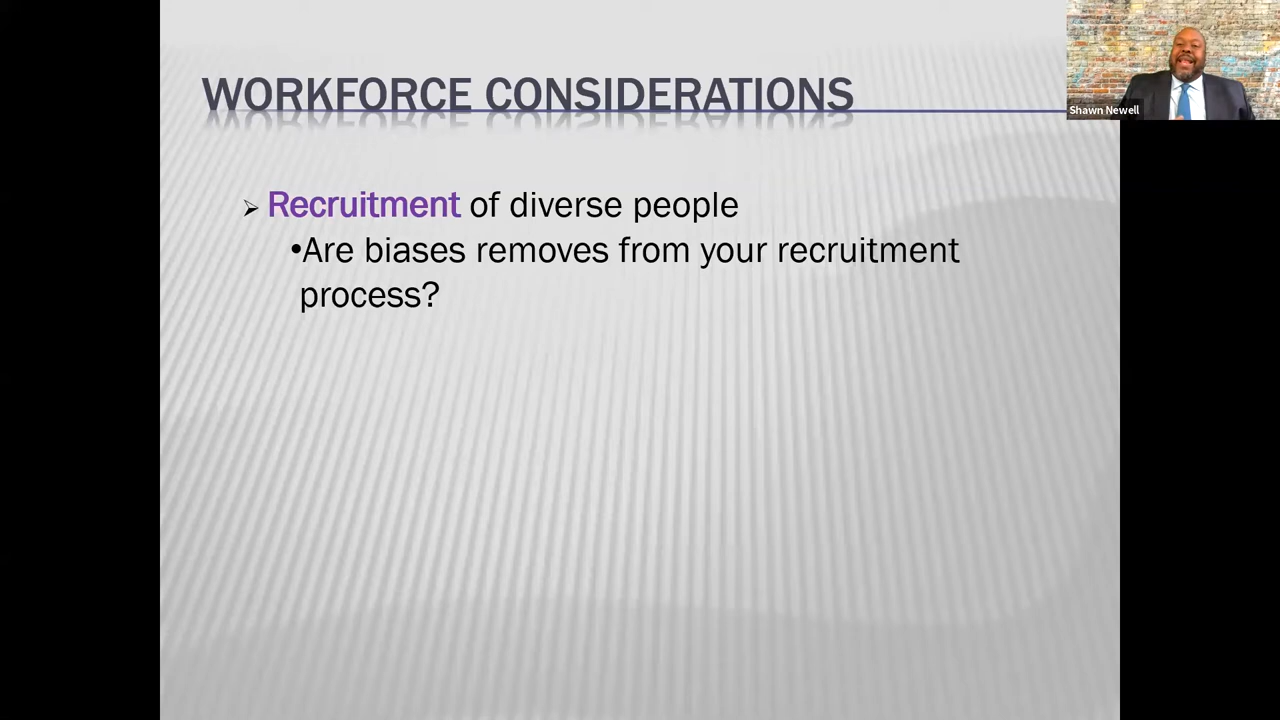 WORKFORCE CONSIDERATIONS
Shawn Newell
➢ Recruitment of diverse people
•Are biases removes from your recruitment
process?